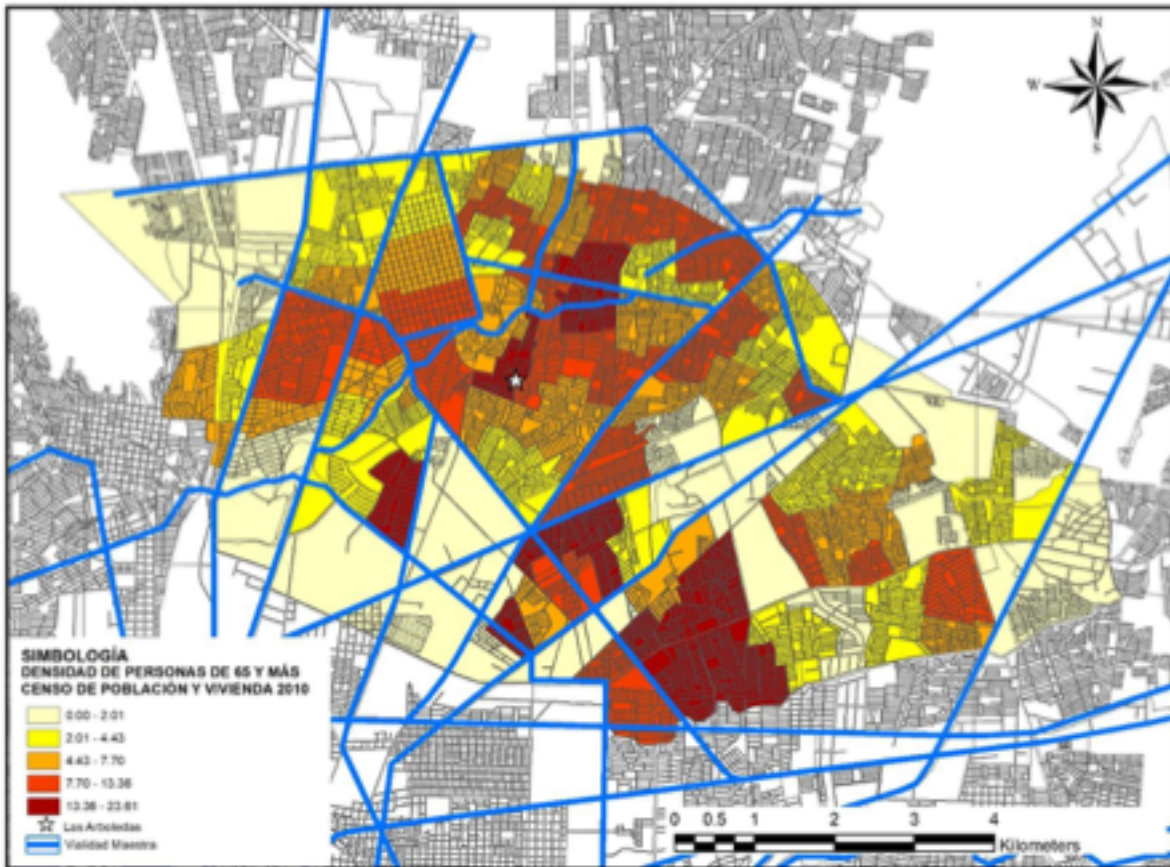 N
W
E
S
SIMBOLOGÍA
DENSIDAD DE PERSONAS DE 65 Y MÁS
CENSO DE POBLACIÓN Y VIVIENDA 2010
0.00 - 2.01
2.01 - 4.43
4.43 - 7.70
7.70 - 13.36
13.36 - 23.61
Las Arboledas
Vialidad Maestra
0 0.5 1 2 3 4
Kilometers